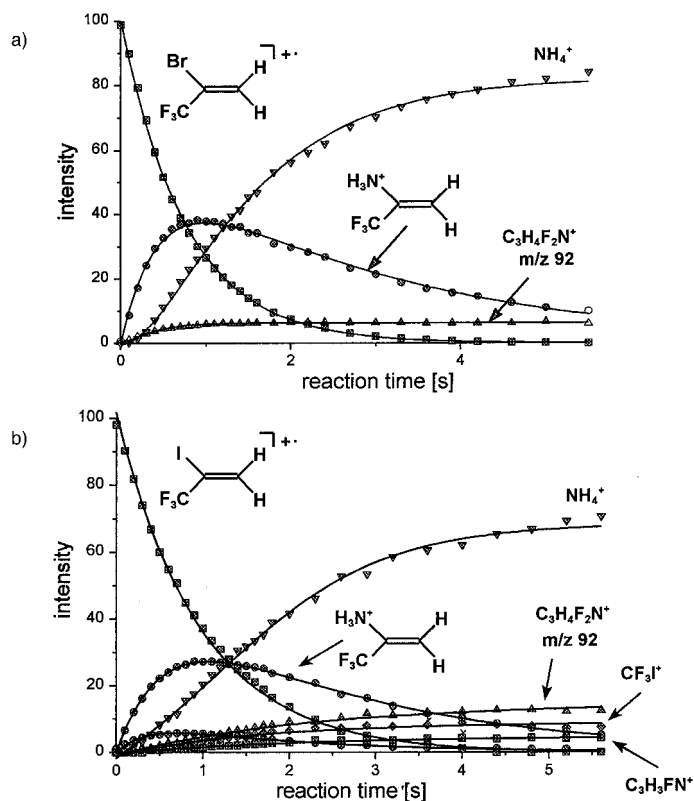 a)
100
80
60
40
20
0
intensity
Br
F₃C
H
H
⁺·
NH₄⁺
H₃N⁺
F₃C
H
H
C₃H₄F₂N⁺
m/z 92
0
2
4
reaction time [s]
b)
100
80
60
40
20
0
intensity
I
F₃C
H
H
⁺·
NH₄⁺
H₃N⁺
F₃C
H
H
C₃H₄F₂N⁺
m/z 92
CF₃I⁺
C₃H₃FN⁺
0
1
2
3
4
5
reaction time [s]